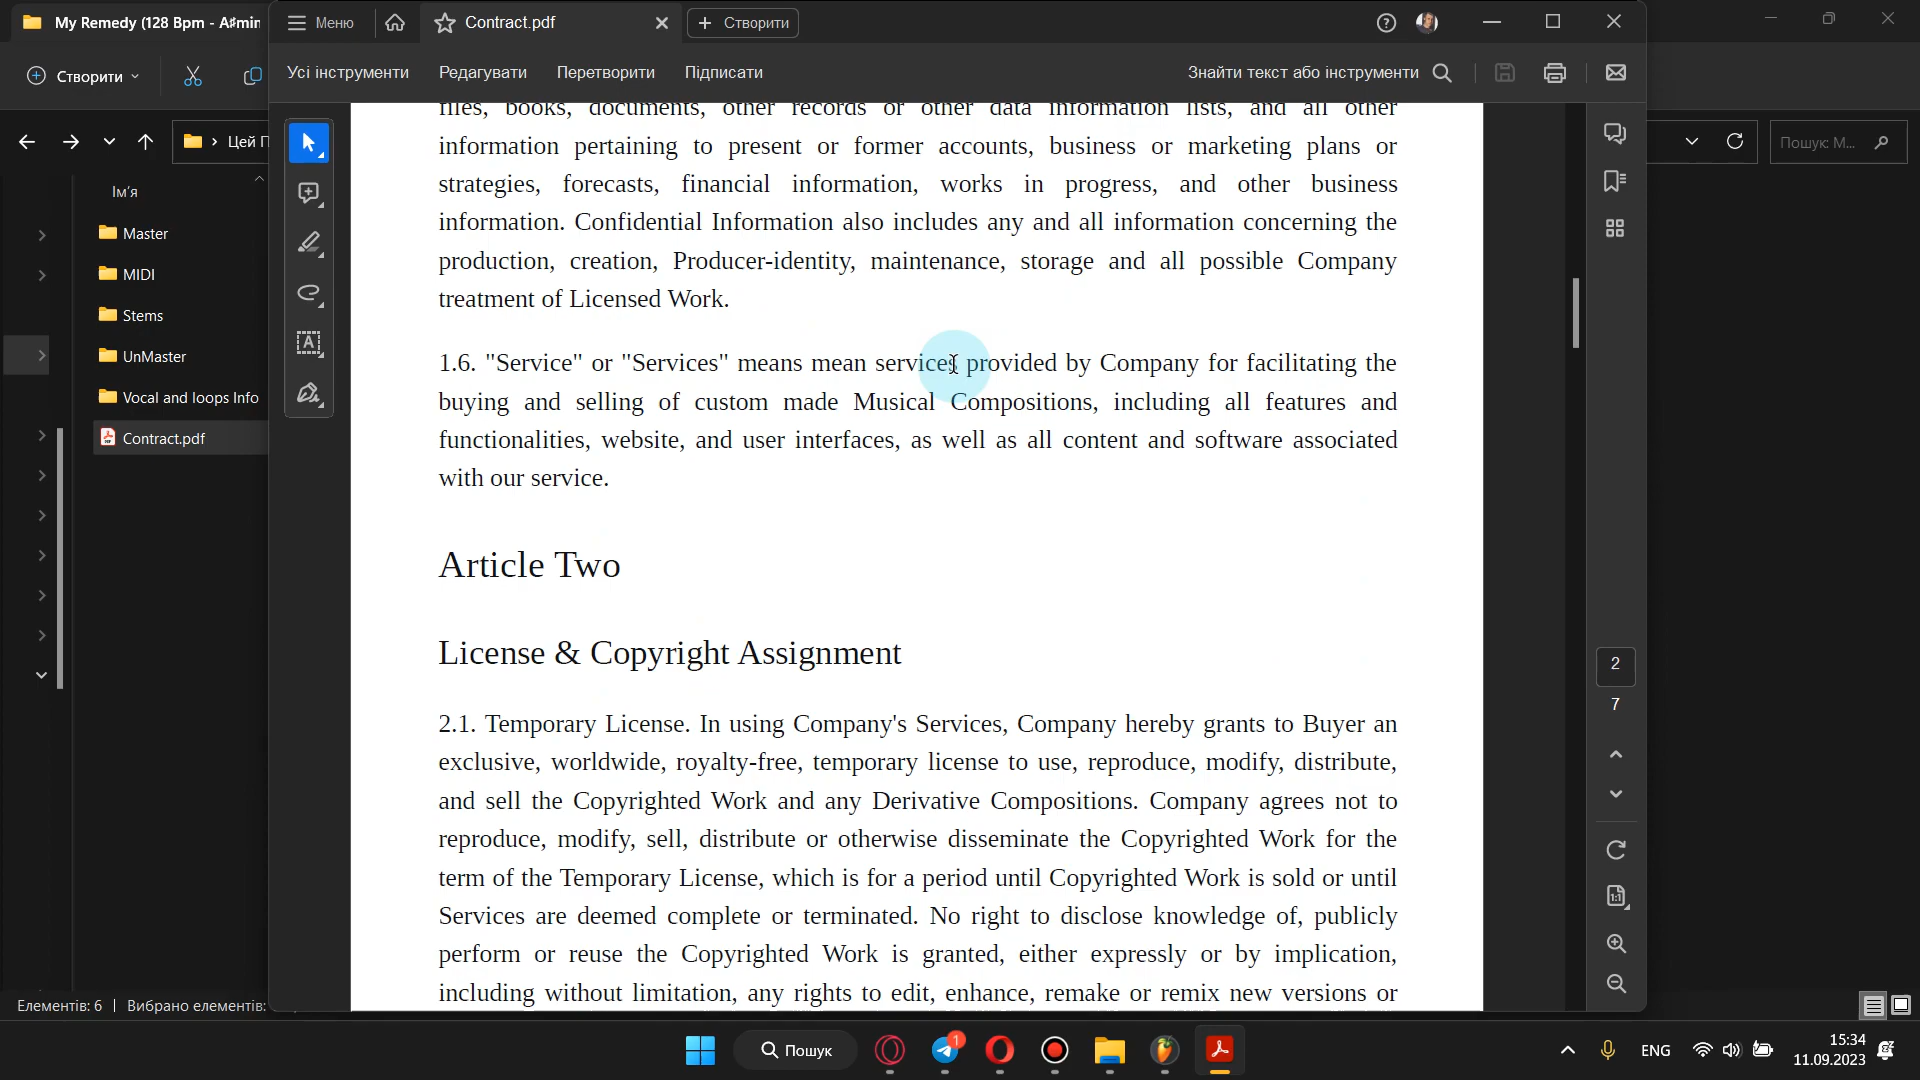 My Remedy (128 Bpm - A#min
Меню
Contract.pdf
Створити
Створити
Усі інструменти
Редагувати
Перетворити
Підписати
Знайти текст або інструменти
Цей П
Пошук: M...
Ім'я
Master
MIDI
Stems
UnMaster
Vocal and loops Info
Contract.pdf
files, books, documents, other records or other data information lists, and all other
information pertaining to present or former accounts, business or marketing plans or
strategies, forecasts, financial information, works in progress, and other business
information. Confidential Information also includes any and all information concerning the
production, creation, Producer-identity, maintenance, storage and all possible Company
treatment of Licensed Work.
1.6. "Service" or "Services" means mean services provided by Company for facilitating the
buying and selling of custom made Musical Compositions, including all features and
functionalities, website, and user interfaces, as well as all content and software associated
with our service.
Article Two
License & Copyright Assignment
2.1. Temporary License. In using Company's Services, Company hereby grants to Buyer an
exclusive, worldwide, royalty-free, temporary license to use, reproduce, modify, distribute,
and sell the Copyrighted Work and any Derivative Compositions. Company agrees not to
reproduce, modify, sell, distribute or otherwise disseminate the Copyrighted Work for the
term of the Temporary License, which is for a period until Copyrighted Work is sold or until
Services are deemed complete or terminated. No right to disclose knowledge of, publicly
perform or reuse the Copyrighted Work is granted, either expressly or by implication,
including without limitation, any rights to edit, enhance, remake or remix new versions or
2
7
Елементів: 6
Вибрано елементів:
Пошук
1
ENG
15:34
11.09.2023